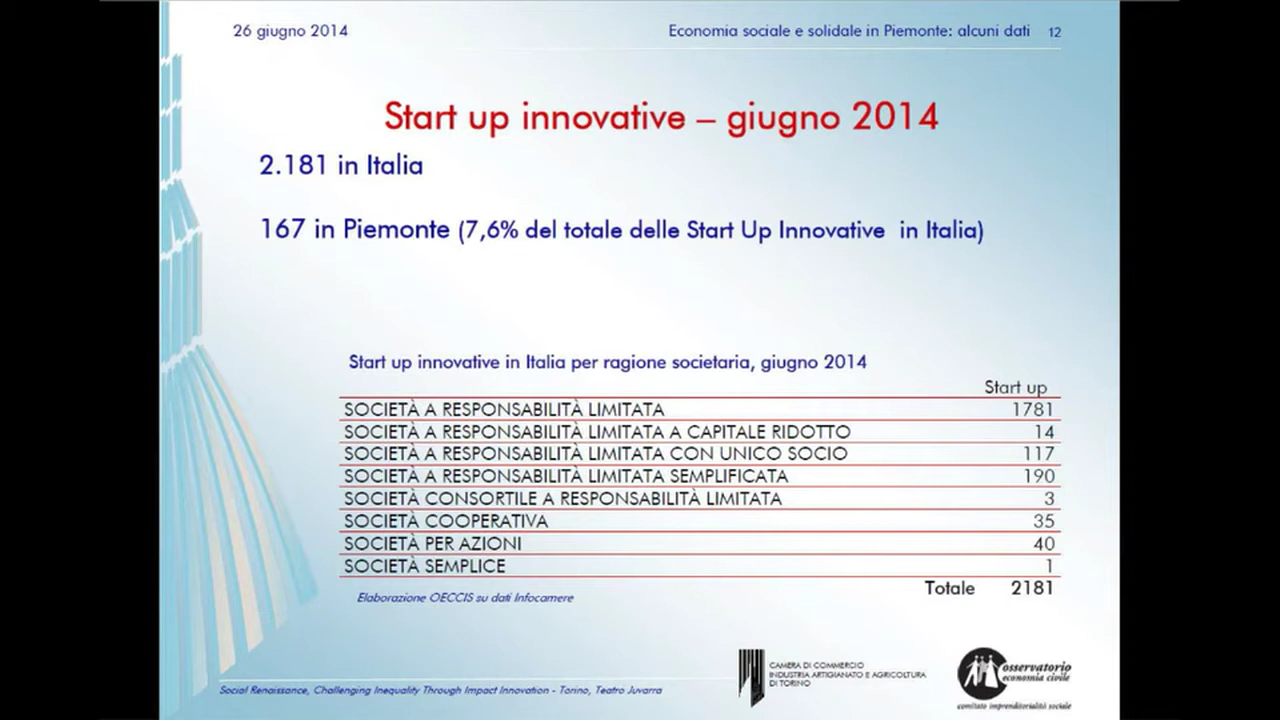 26 giugno 2014
Economia sociale e solidale in Piemonte: alcuni dati 12
Start up innovative – giugno 2014
2.181 in Italia
167 in Piemonte (7,6% del totale delle Start Up Innovative in Italia)
Start up innovative in Italia per ragione societaria, giugno 2014
Start up
SOCIETÀ A RESPONSABILITÀ LIMITATA 1781
SOCIETÀ A RESPONSABILITÀ LIMITATA A CAPITALE RIDOTTO 14
SOCIETÀ A RESPONSABILITÀ LIMITATA CON UNICO SOCIO 117
SOCIETÀ A RESPONSABILITÀ LIMITATA SEMPLIFICATA 190
SOCIETÀ CONSORTILE A RESPONSABILITÀ LIMITATA 3
SOCIETÀ COOPERATIVA 35
SOCIETÀ PER AZIONI 40
SOCIETÀ SEMPLICE 1
Totale 2181
Elaborazione OECCIS su dati Infocamere
CAMERA DI COMMERCIO
INDUSTRIA ARTIGIANATO E AGRICOLTURA
DI TORINO
osservatorio
economia civile
comitato imprenditorialità sociale
Social Renaissance, Challenging Inequality Through Impact Innovation - Torino, Teatro Juvarra